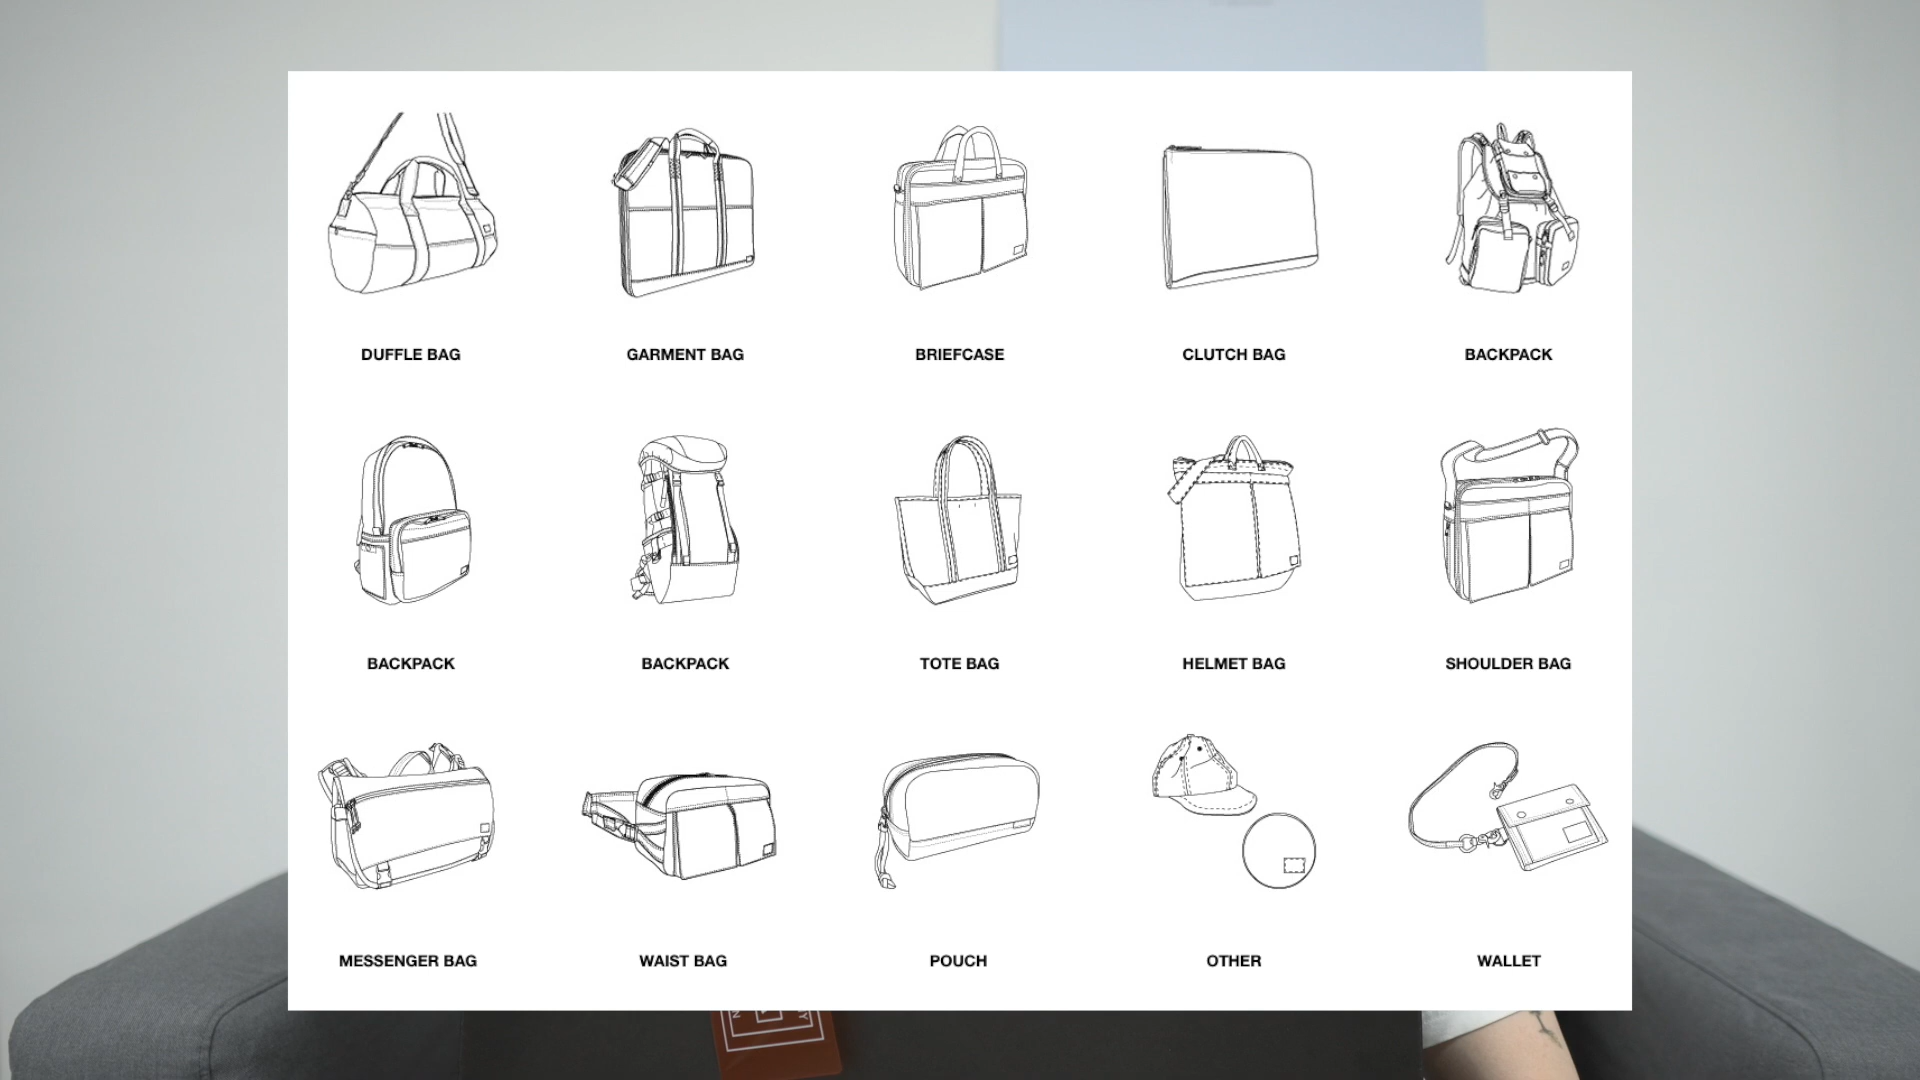 DUFFLE BAG
GARMENT BAG
BRIEFCASE
CLUTCH BAG
BACKPACK
BACKPACK
BACKPACK
TOTE BAG
HELMET BAG
SHOULDER BAG
MESSENGER BAG
WAIST BAG
POUCH
OTHER
WALLET